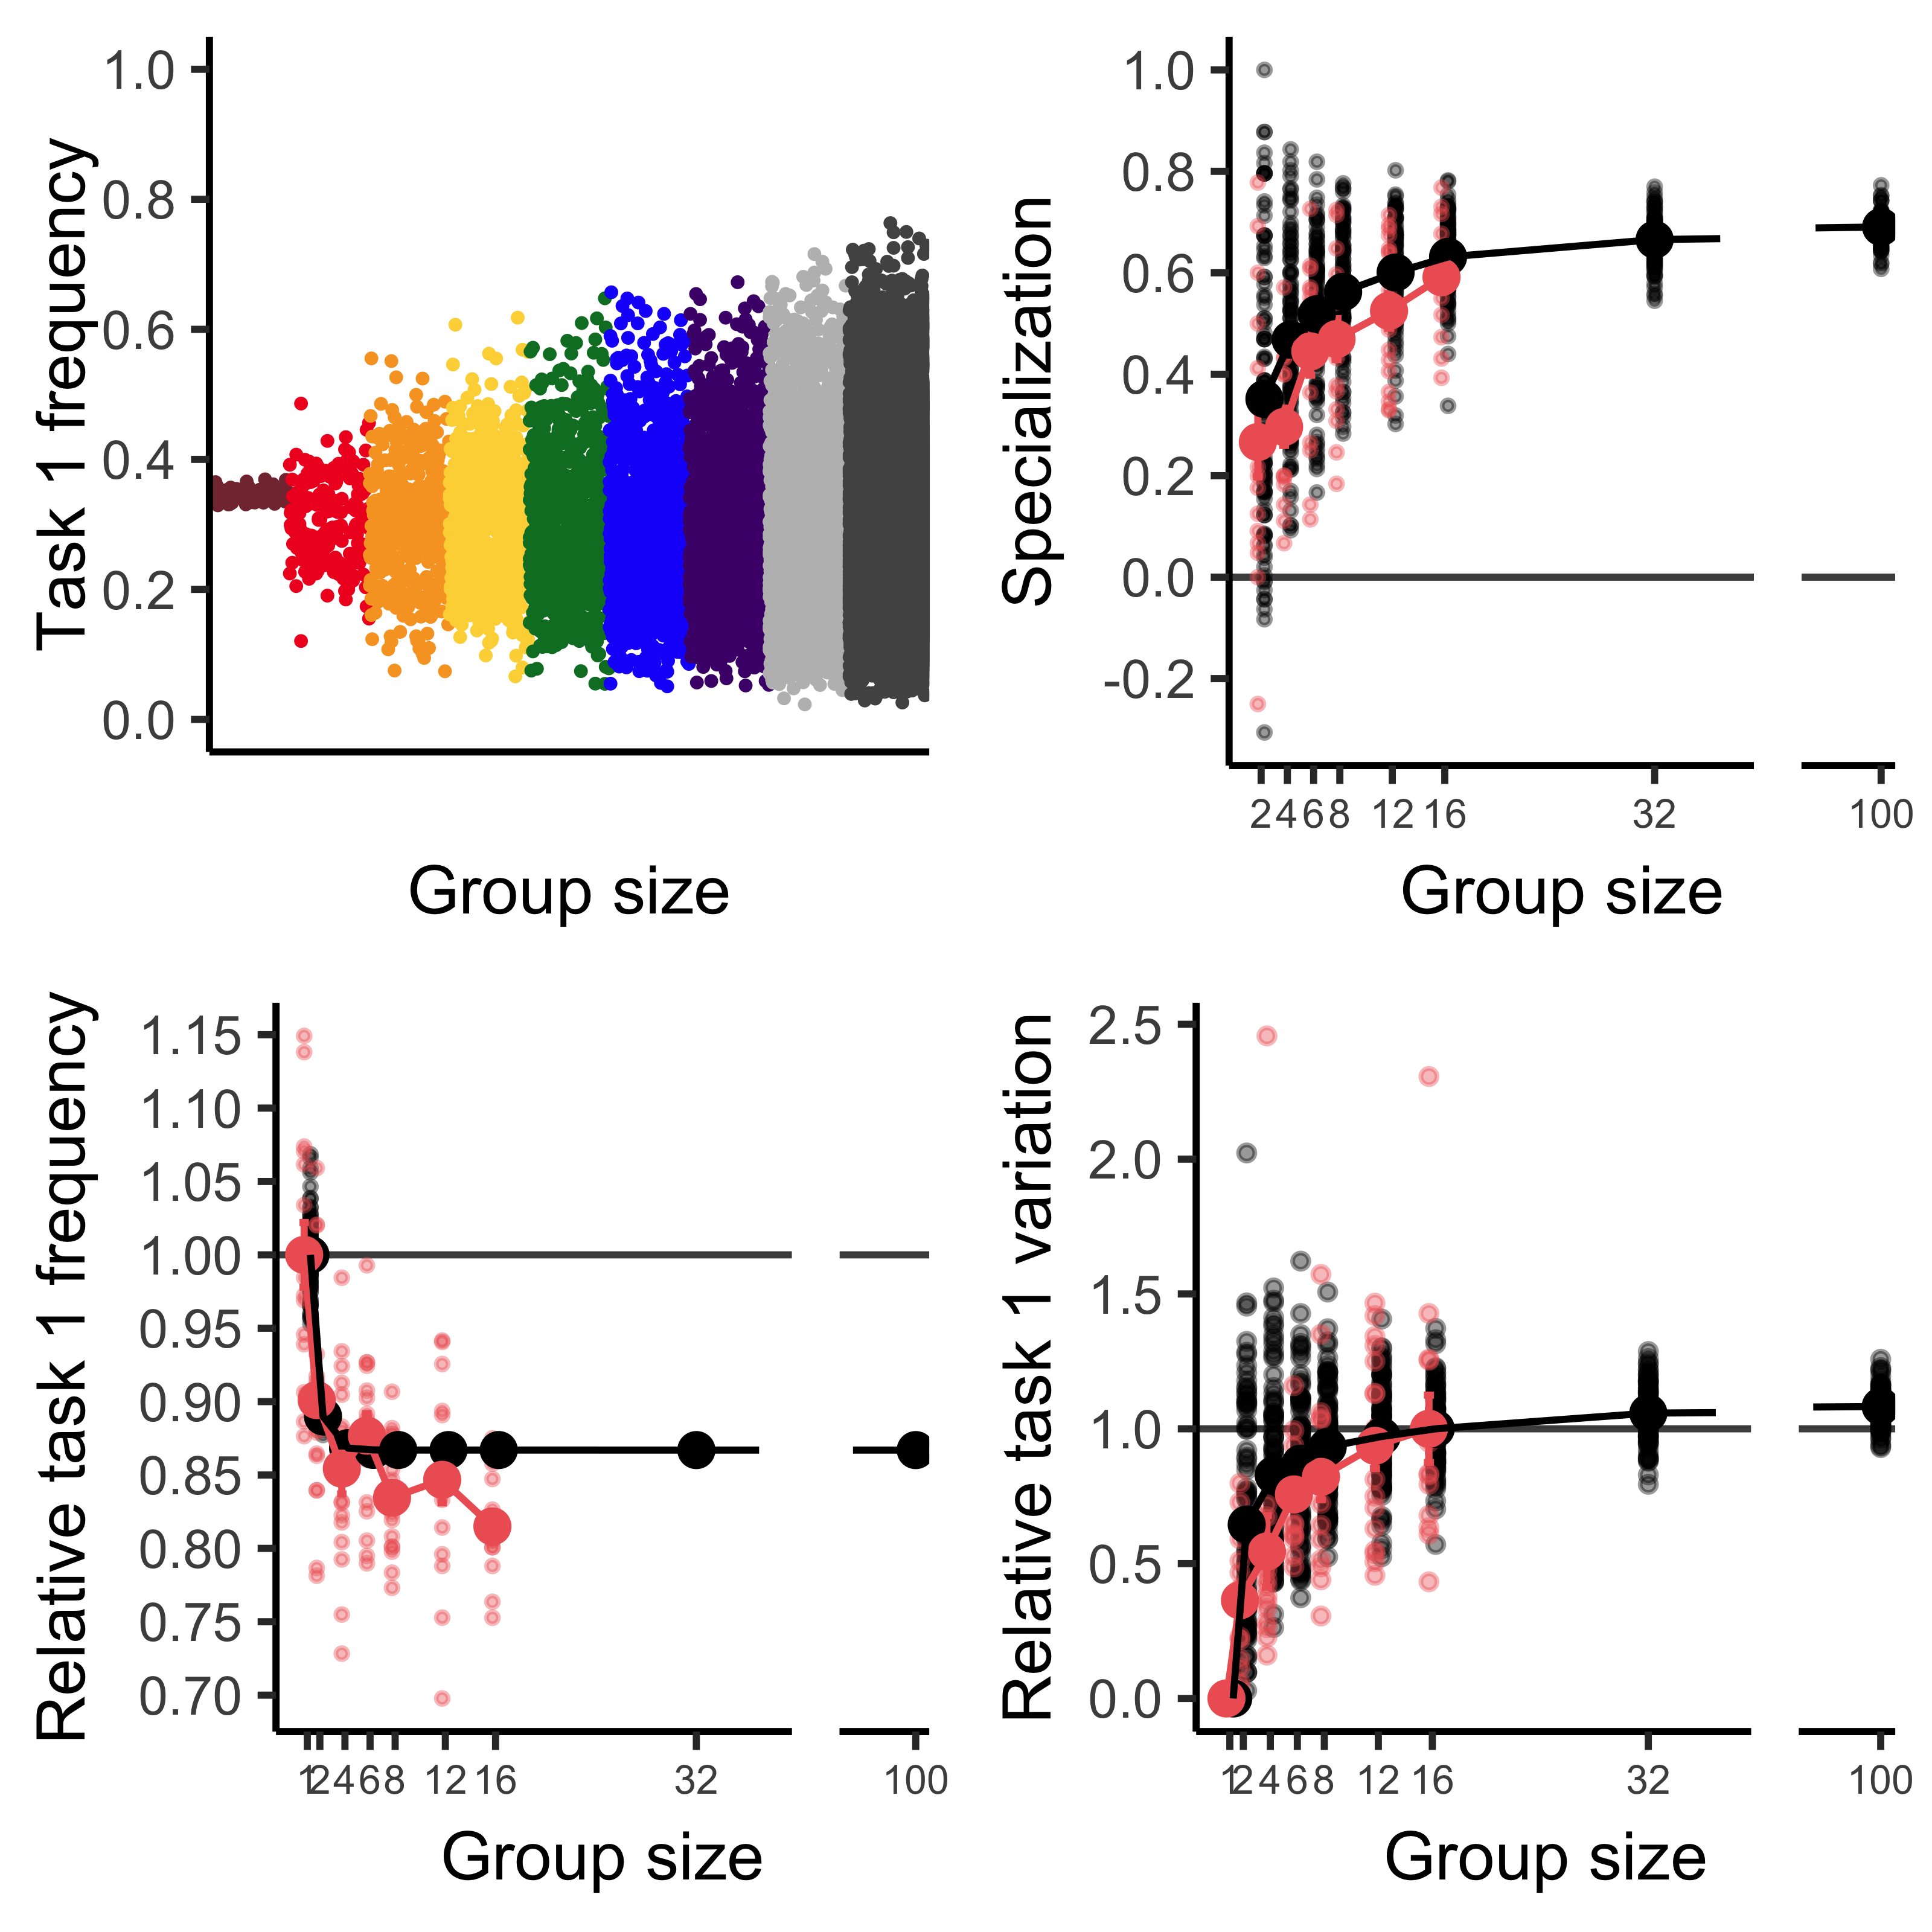 Task 1 frequency
1.0
0.8
0.6
0.4
0.2
0.0
Group size
Specialization
1.0
0.8
0.6
0.4
0.2
0.0
-0.2
2 4 6 8 12 16 32 100
Group size
Relative task 1 frequency
1.15
1.10
1.05
1.00
0.95
0.90
0.85
0.80
0.75
0.70
1 2 4 6 8 12 16 32 100
Group size
Relative task 1 variation
2.5
2.0
1.5
1.0
0.5
0.0
1 2 4 6 8 12 16 32 100
Group size